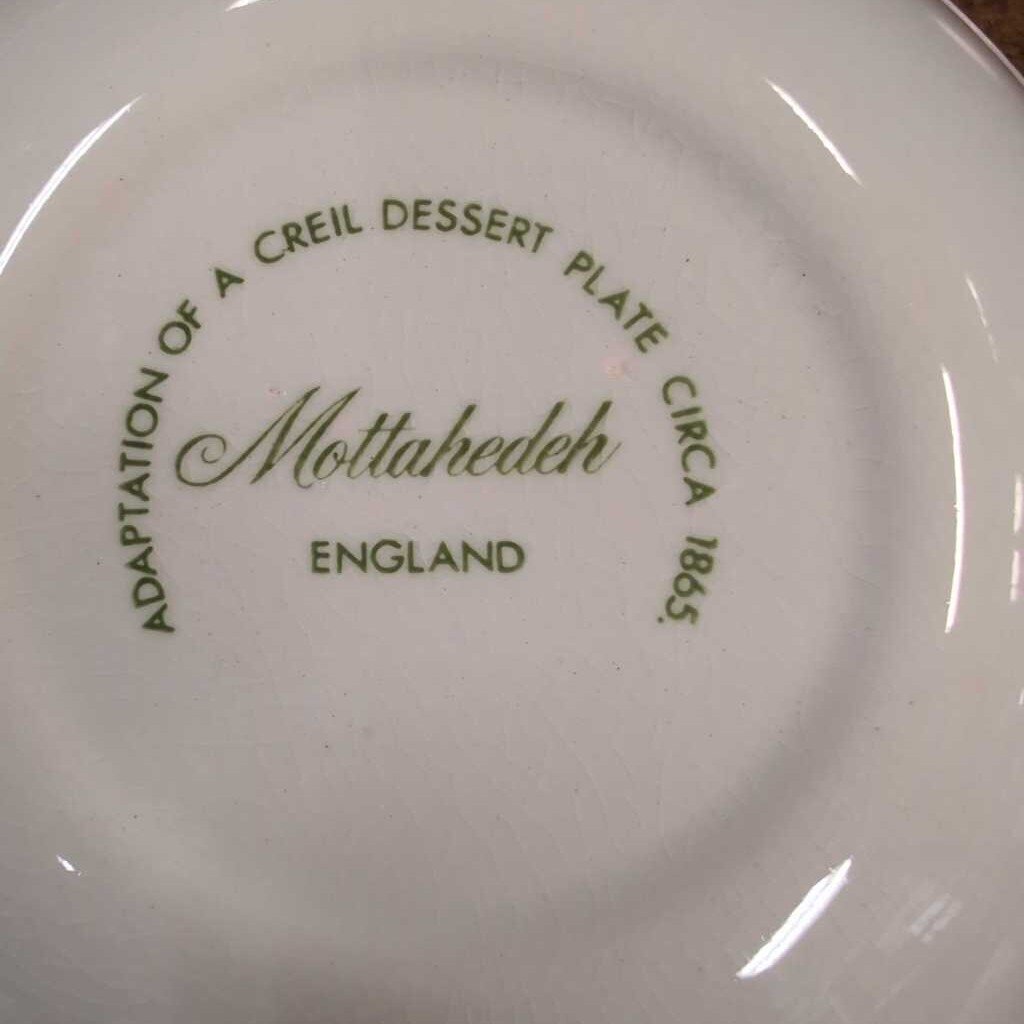 ADAPTATION OF A CREIL DESSERT PLATE CIRCA 1865.
Mottahedeh
ENGLAND